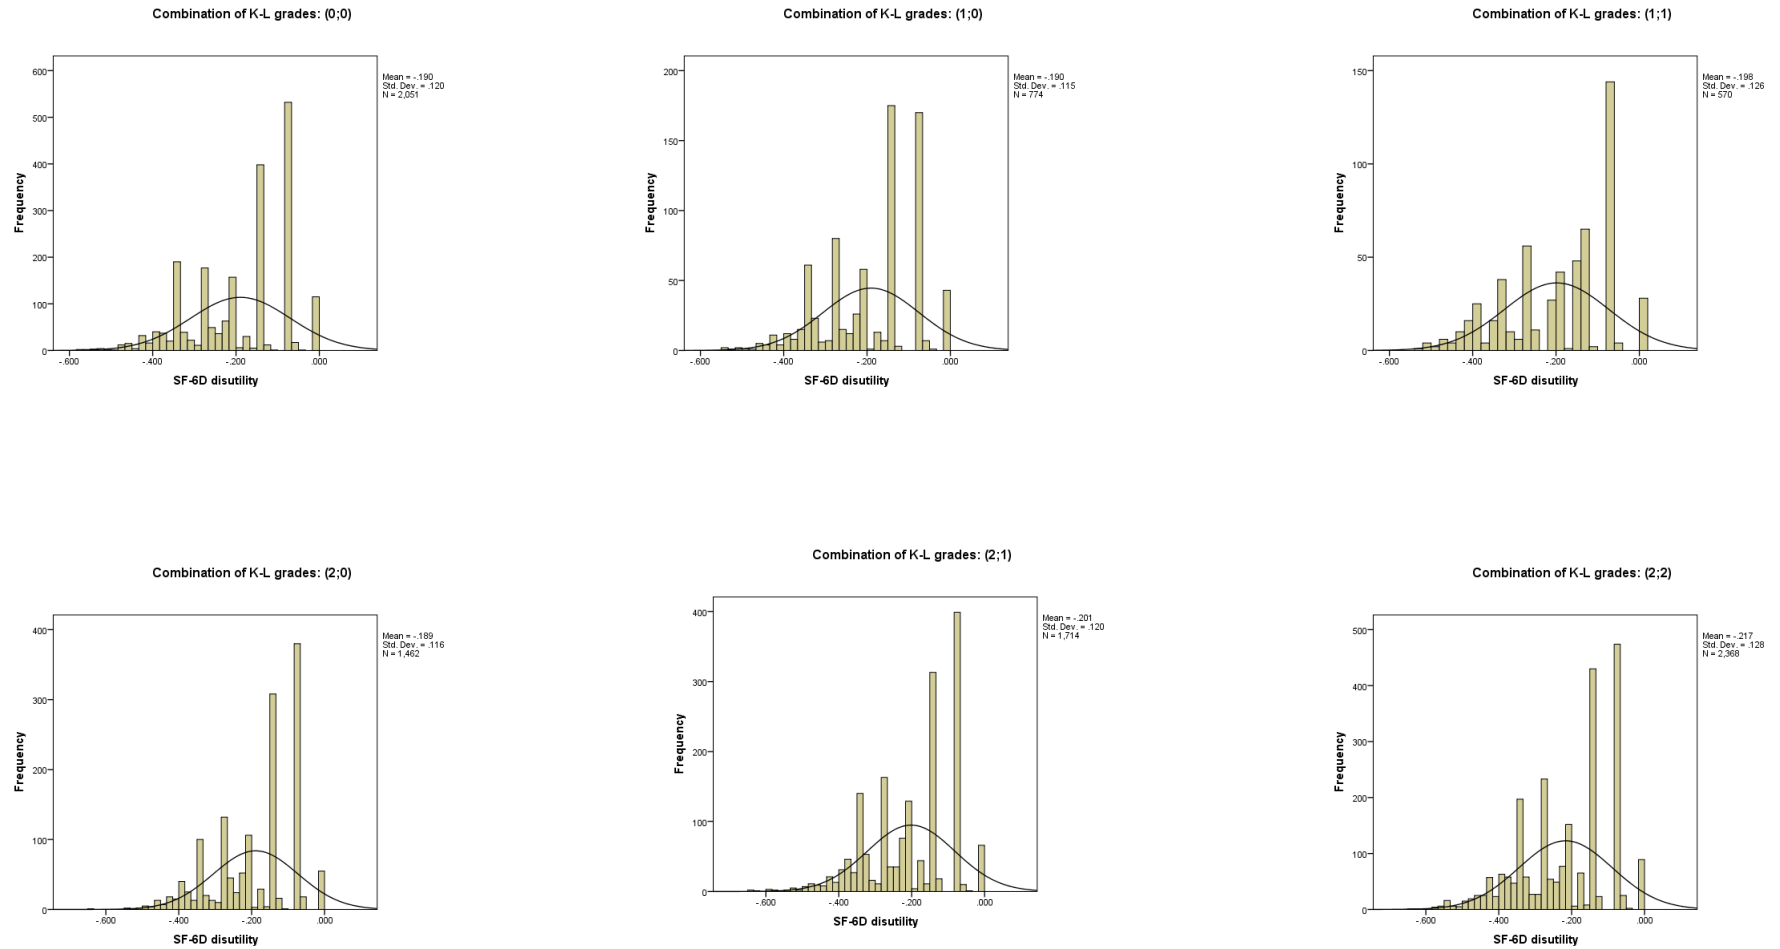 Combination of K-L grades: (0;0)
600
500
400
300
200
100
0
Frequency
-.600
-.400
-.200
.000
SF-6D disutility
Mean = -.190
Std. Dev. = .120
N = 2,051
Combination of K-L grades: (1;0)
200
150
100
50
0
Frequency
-.600
-.400
-.200
.000
SF-6D disutility
Mean = -.190
Std. Dev. = .115
N = 774
Combination of K-L grades: (1;1)
150
100
50
0
Frequency
-.600
-.400
-.200
.000
SF-6D disutility
Mean = -.198
Std. Dev. = .126
N = 570
Combination of K-L grades: (2;0)
400
300
200
100
0
Frequency
-.600
-.400
-.200
.000
SF-6D disutility
Mean = -.189
Std. Dev. = .116
N = 1,462
Combination of K-L grades: (2;1)
400
300
200
100
0
Frequency
-.600
-.400
-.200
.000
SF-6D disutility
Mean = -.201
Std. Dev. = .120
N = 1,714
Combination of K-L grades: (2;2)
500
400
300
200
100
0
Frequency
-.600
-.400
-.200
.000
SF-6D disutility
Mean = -.217
Std. Dev. = .128
N = 2,368